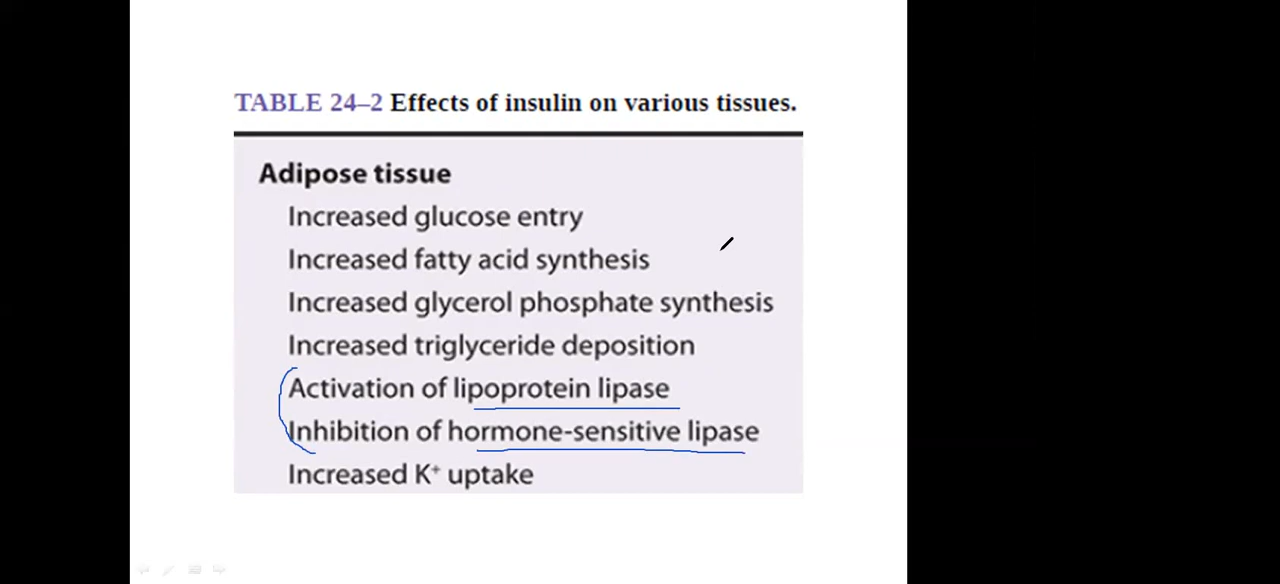 TABLE 24–2 Effects of insulin on various tissues.
Adipose tissue
Increased glucose entry
Increased fatty acid synthesis
Increased glycerol phosphate synthesis
Increased triglyceride deposition
Activation of lipoprotein lipase
Inhibition of hormone-sensitive lipase
Increased K⁺ uptake